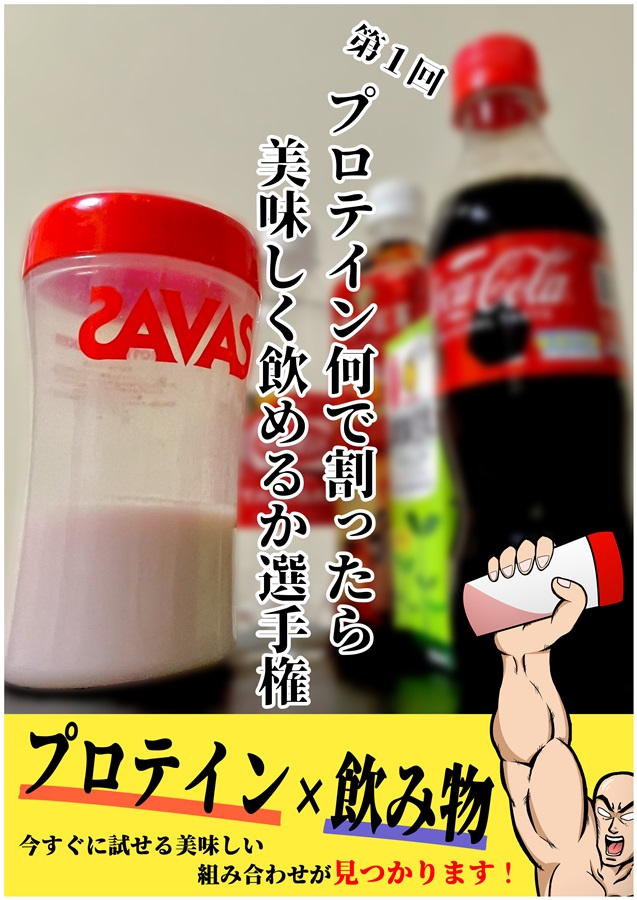 第1回
プロテイン何で割ったら
美味しく飲めるか選手権
SAVAS
Coca-Cola
プロテイン×飲み物
今すぐに試せる美味しい
組み合わせが見つかります！